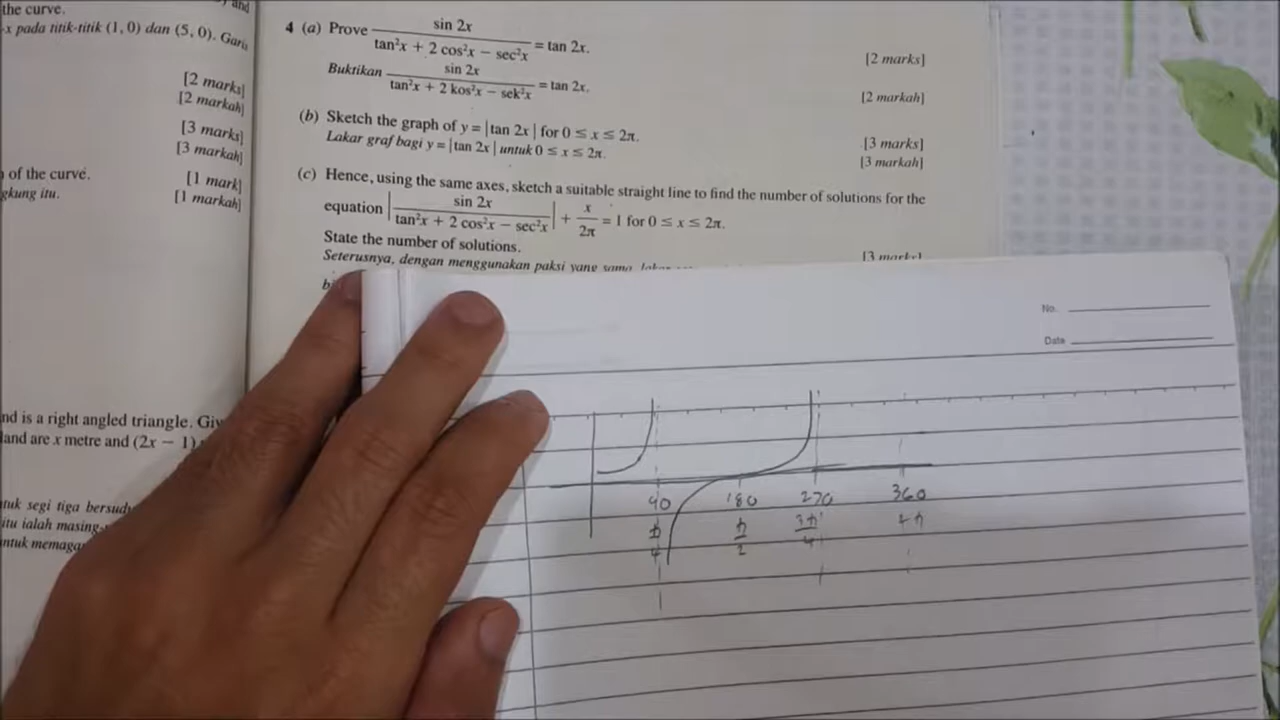 the curve.
-x pada titik-titik (1, 0) dan (5, 0). Garis
[2 marks]
[2 markah]
[3 marks]
[3 markah]
of the curve.
gkung itu.
[1 mark]
[1 markah]
nd is a right angled triangle. Giv
land are x metre and (2x − 1)
tuk segi tiga bersudu
itu ialah masing-
ntuk memaga
4 (a) Prove sin 2x / (tan²x + 2 cos²x − sec²x) = tan 2x.
[2 marks]
Buktikan sin 2x / (tan²x + 2 kos²x − sek²x) = tan 2x.
[2 markah]
(b) Sketch the graph of y = |tan 2x| for 0 ≤ x ≤ 2π.
[3 marks]
Lakar graf bagi y = |tan 2x| untuk 0 ≤ x ≤ 2π.
[3 markah]
(c) Hence, using the same axes, sketch a suitable straight line to find the number of solutions for the
equation |sin 2x / (tan²x + 2 cos²x − sec²x)| + x/2π = 1 for 0 ≤ x ≤ 2π.
State the number of solutions.
[3 marks]
Seterusnya, dengan menggunakan paksi yang sama,
No.
Date
90 180 270 360
π/4 π/2 3π/4